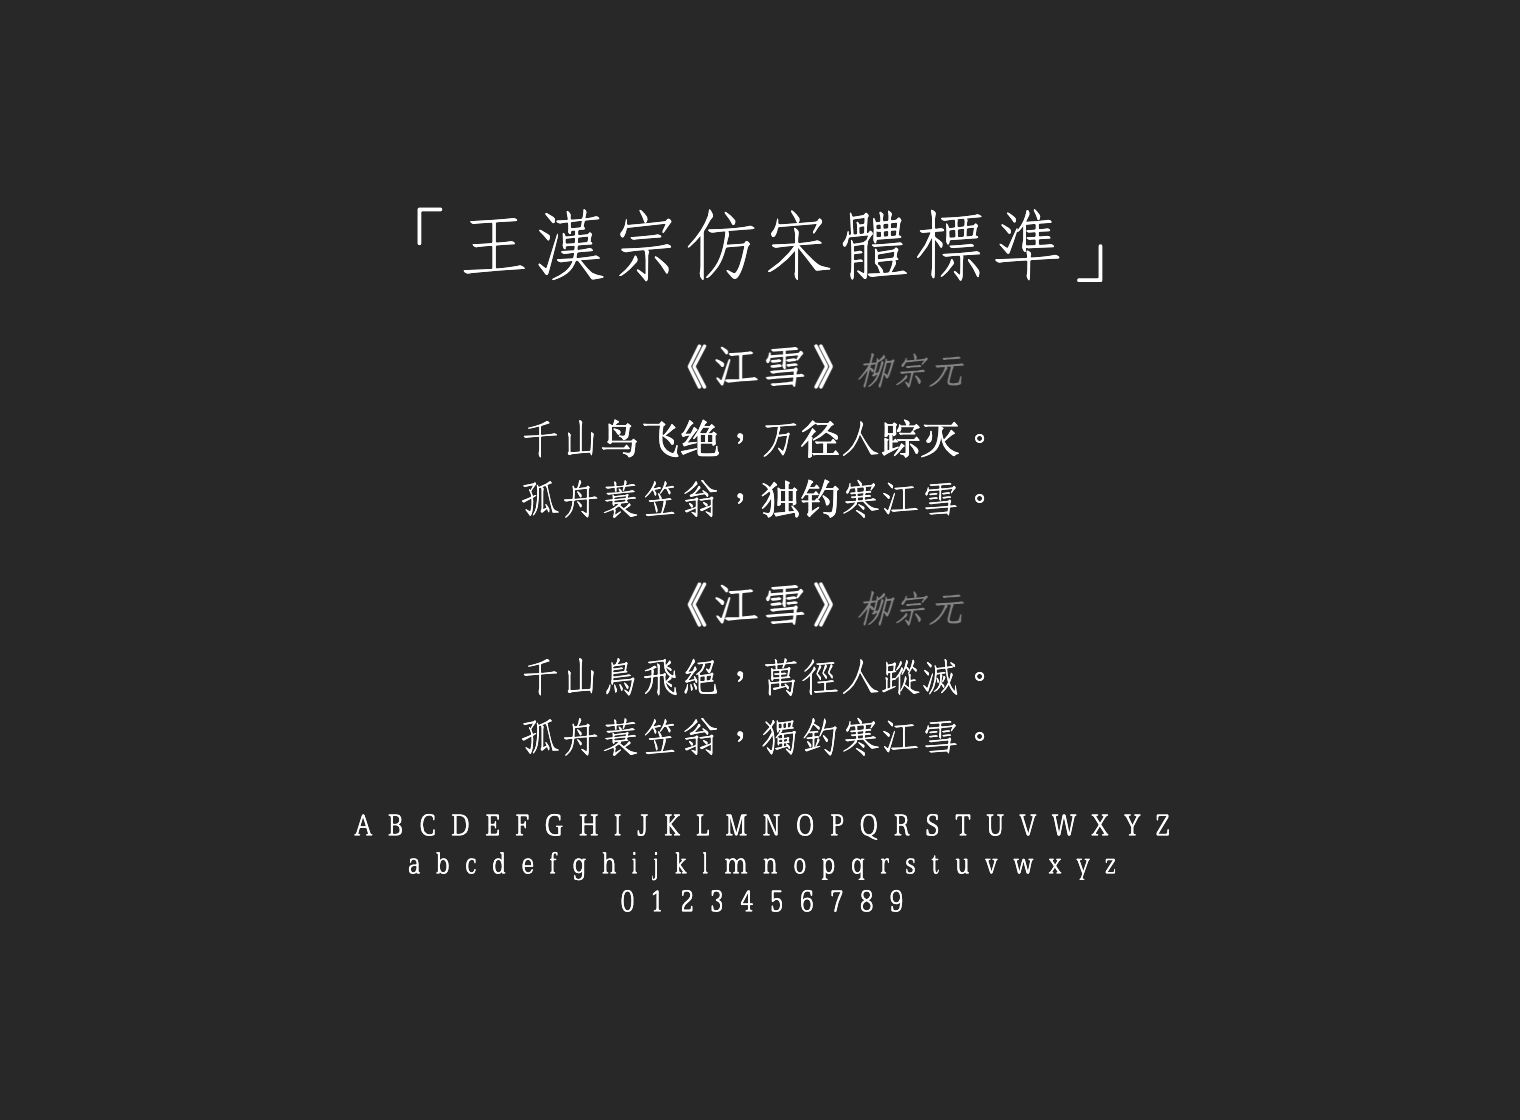 「王漢宗仿宋體標準」
《江雪》柳宗元
千山鸟飞绝，万径人踪灭。
孤舟蓑笠翁，独钓寒江雪。
《江雪》柳宗元
千山鳥飛絕，萬徑人蹤滅。
孤舟蓑笠翁，獨釣寒江雪。
A B C D E F G H I J K L M N O P Q R S T U V W X Y Z
a b c d e f g h i j k l m n o p q r s t u v w x y z
0 1 2 3 4 5 6 7 8 9